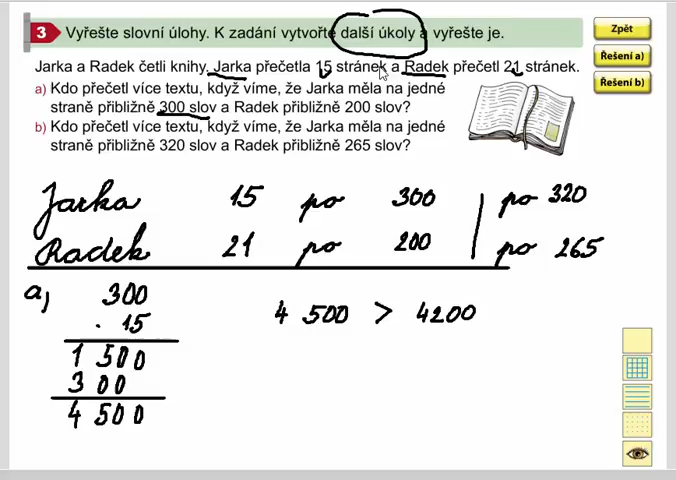 3 Vyřešte slovní úlohy. K zadání vytvořte další úkoly a vyřešte je.
Zpět
Řešení a)
Řešení b)
Jarka a Radek četli knihy. Jarka přečetla 15 stránek a Radek přečetl 21 stránek.
a) Kdo přečetl více textu, když víme, že Jarka měla na jedné
straně přibližně 300 slov a Radek přibližně 200 slov?
b) Kdo přečetl více textu, když víme, že Jarka měla na jedné
straně přibližně 320 slov a Radek přibližně 265 slov?
Jarka 15 po 300 | po 320
Radek 21 po 200 | po 265
a) 300 4 500 > 4200
. 15
1 500
3 00
4 500